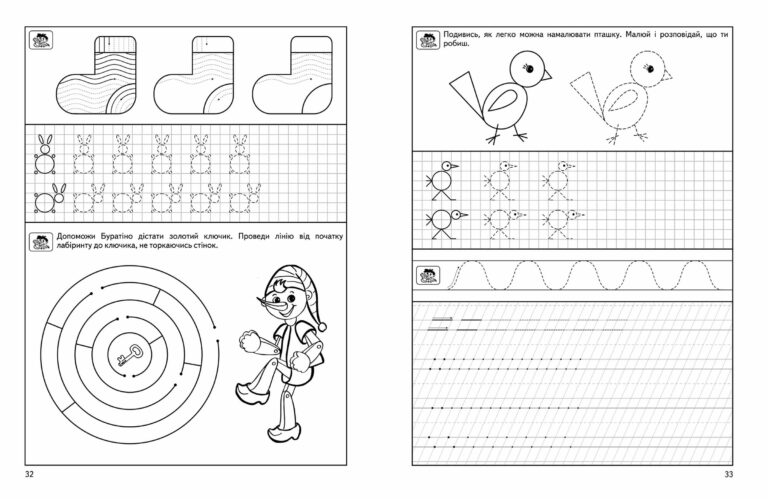 Допоможи Буратіно дістати золотий ключик. Проведи лінію від початку
лабіринту до ключика, не торкаючись стінок.
32
Подивись, як легко можна намалювати пташку. Малюй і розповідай, що ти
робиш.
33